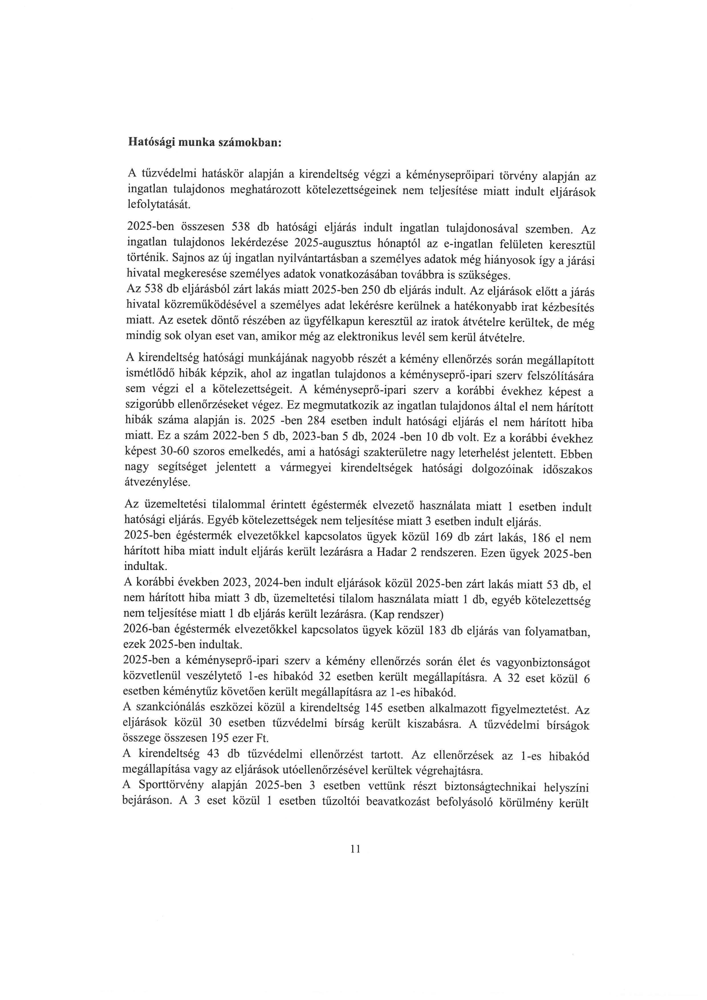 Hatósági munka számokban:
A tűzvédelmi hatáskör alapján a kirendeltség végzi a kéményseprőipari törvény alapján az
ingatlan tulajdonos meghatározott kötelezettségeinek nem teljesítése miatt indult eljárások
lefolytatását.
2025-ben összesen 538 db hatósági eljárás indult ingatlan tulajdonosával szemben. Az
ingatlan tulajdonos lekérdezése 2025-augusztus hónaptól az e-ingatlan felületen keresztül
történik. Sajnos az új ingatlan nyilvántartásban a személyes adatok még hiányosok így a járási
hivatal megkeresése személyes adatok vonatkozásában továbbra is szükséges.
Az 538 db eljárásból zárt lakás miatt 2025-ben 250 db eljárás indult. Az eljárások előtt a járás
hivatal közreműködésével a személyes adat lekérésre kerülnek a hatékonyabb irat kézbesítés
miatt. Az esetek döntő részében az ügyfélkapun keresztül az iratok átvételre kerültek, de még
mindig sok olyan eset van, amikor még az elektronikus levél sem kerül átvételre.
A kirendeltség hatósági munkájának nagyobb részét a kémény ellenőrzés során megállapított
ismétlődő hibák képzik, ahol az ingatlan tulajdonos a kéményseprő-ipari szerv felszólítására
sem végzi el a kötelezettségeit. A kéményseprő-ipari szerv a korábbi évekhez képest a
szigorúbb ellenőrzéseket végez. Ez megmutatkozik az ingatlan tulajdonos által el nem hárított
hibák száma alapján is. 2025 -ben 284 esetben indult hatósági eljárás el nem hárított hiba
miatt. Ez a szám 2022-ben 5 db, 2023-ban 5 db, 2024 -ben 10 db volt. Ez a korábbi évekhez
képest 30-60 szoros emelkedés, ami a hatósági szakterületre nagy leterhelést jelentett. Ebben
nagy segítséget jelentett a vármegyei kirendeltségek hatósági dolgozóinak időszakos
átvezénylése.
Az üzemeltetési tilalommal érintett égéstermék elvezető használata miatt 1 esetben indult
hatósági eljárás. Egyéb kötelezettségek nem teljesítése miatt 3 esetben indult eljárás.
2025-ben égéstermék elvezetőkkel kapcsolatos ügyek közül 169 db zárt lakás, 186 el nem
hárított hiba miatt indult eljárás került lezárásra a Hadar 2 rendszeren. Ezen ügyek 2025-ben
indultak.
A korábbi években 2023, 2024-ben indult eljárások közül 2025-ben zárt lakás miatt 53 db, el
nem hárított hiba miatt 3 db, üzemeltetési tilalom használata miatt 1 db, egyéb kötelezettség
nem teljesítése miatt 1 db eljárás került lezárásra. (Kap rendszer)
2026-ban égéstermék elvezetőkkel kapcsolatos ügyek közül 183 db eljárás van folyamatban,
ezek 2025-ben indultak.
2025-ben a kéményseprő-ipari szerv a kémény ellenőrzés során élet és vagyonbiztonságot
közvetlenül veszélytető 1-es hibakód 32 esetben került megállapításra. A 32 eset közül 6
esetben kéménytűz követően került megállapításra az 1-es hibakód.
A szankciónálás eszközei közül a kirendeltség 145 esetben alkalmazott figyelmeztetést. Az
eljárások közül 30 esetben tűzvédelmi bírság került kiszabásra. A tűzvédelmi bírságok
összege összesen 195 ezer Ft.
A kirendeltség 43 db tűzvédelmi ellenőrzést tartott. Az ellenőrzések az 1-es hibakód
megállapítása vagy az eljárások utóellenőrzésével kerültek végrehajtásra.
A Sporttörvény alapján 2025-ben 3 esetben vettünk részt biztonságtechnikai helyszíni
bejáráson. A 3 eset közül 1 esetben tűzoltói beavatkozást befolyásoló körülmény került
11